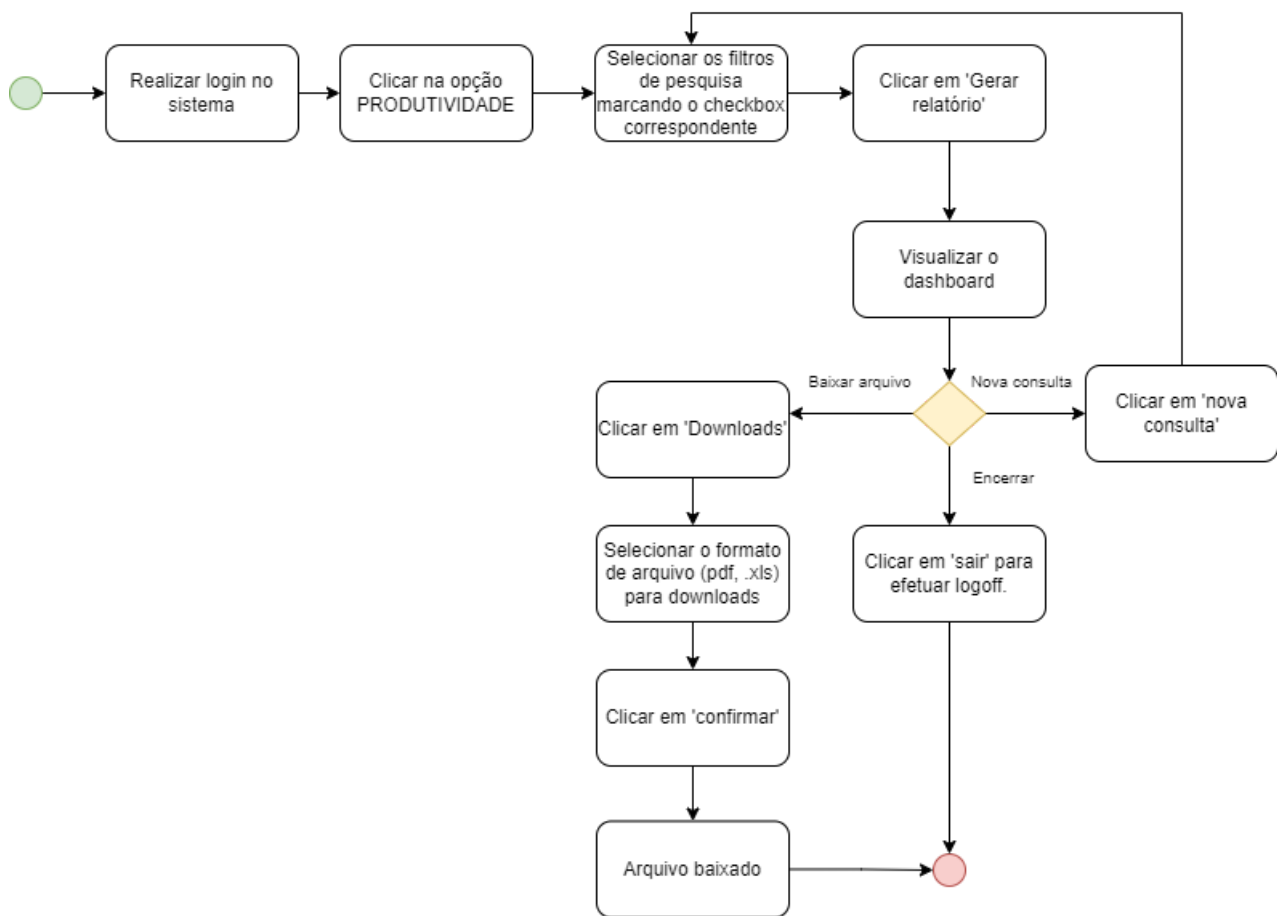 Realizar login no
sistema
Clicar na opção
PRODUTIVIDADE
Selecionar os filtros
de pesquisa
marcando o checkbox
correspondente
Clicar em 'Gerar
relatório'
Visualizar o
dashboard
Baixar arquivo
Nova consulta
Clicar em 'Downloads'
Clicar em 'nova
consulta'
Encerrar
Selecionar o formato
de arquivo (pdf, .xls)
para downloads
Clicar em 'sair' para
efetuar logoff.
Clicar em 'confirmar'
Arquivo baixado